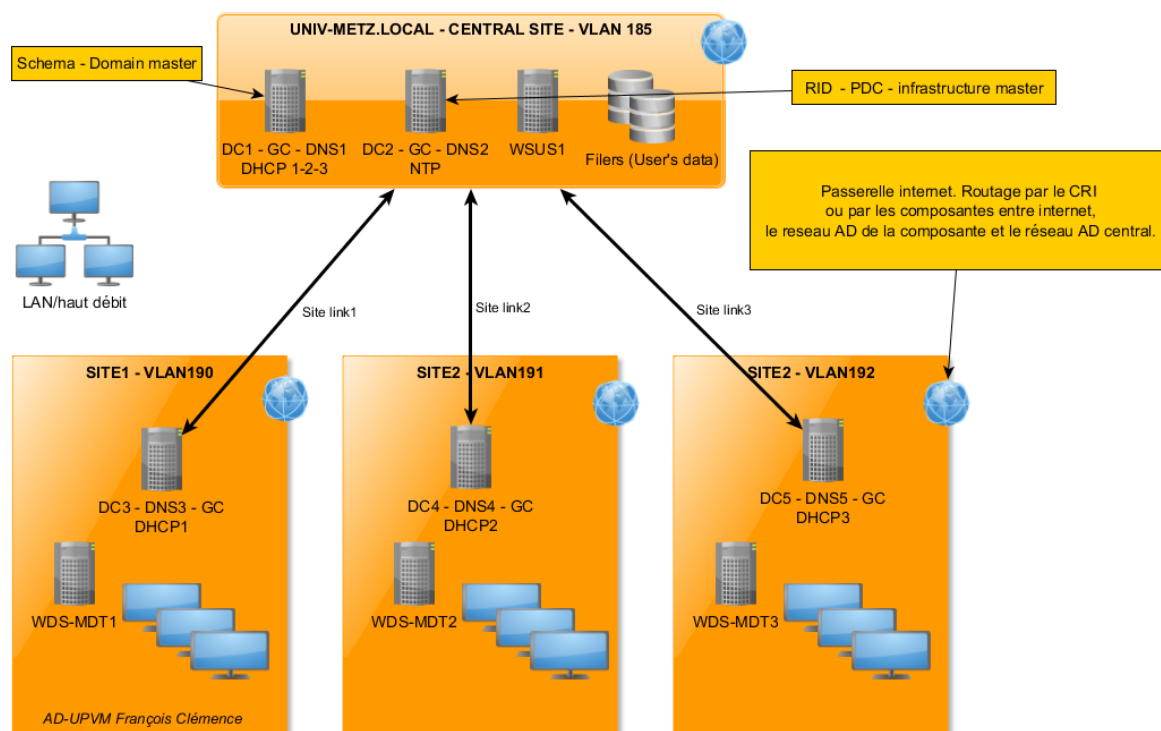 UNIV-METZ.LOCAL - CENTRAL SITE - VLAN 185
Schema - Domain master
RID - PDC - infrastructure master
DC1 - GC - DNS1
DHCP 1-2-3
DC2 - GC - DNS2
NTP
WSUS1
Filers (User's data)
Passerelle internet. Routage par le CRI
ou par les composantes entre internet,
le reseau AD de la composante et le réseau AD central.
LAN/haut débit
Site link1
Site link2
Site link3
SITE1 - VLAN190
DC3 - DNS3 - GC
DHCP1
WDS-MDT1
AD-UPVM François Clémence
SITE2 - VLAN191
DC4 - DNS4 - GC
DHCP2
WDS-MDT2
SITE2 - VLAN192
DC5 - DNS5 - GC
DHCP3
WDS-MDT3